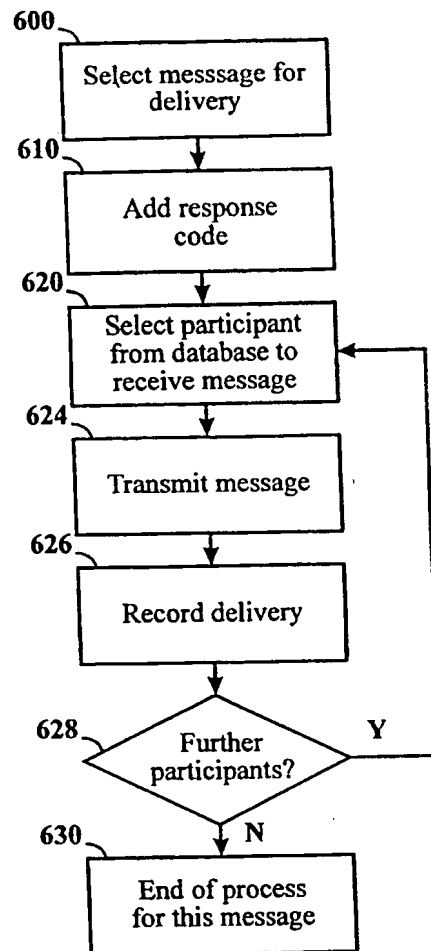 600
Select messsage for
delivery
610
Add response
code
620
Select participant
from database to
receive message
624
Transmit message
626
Record delivery
628
Further
participants?
Y
N
630
End of process
for this message